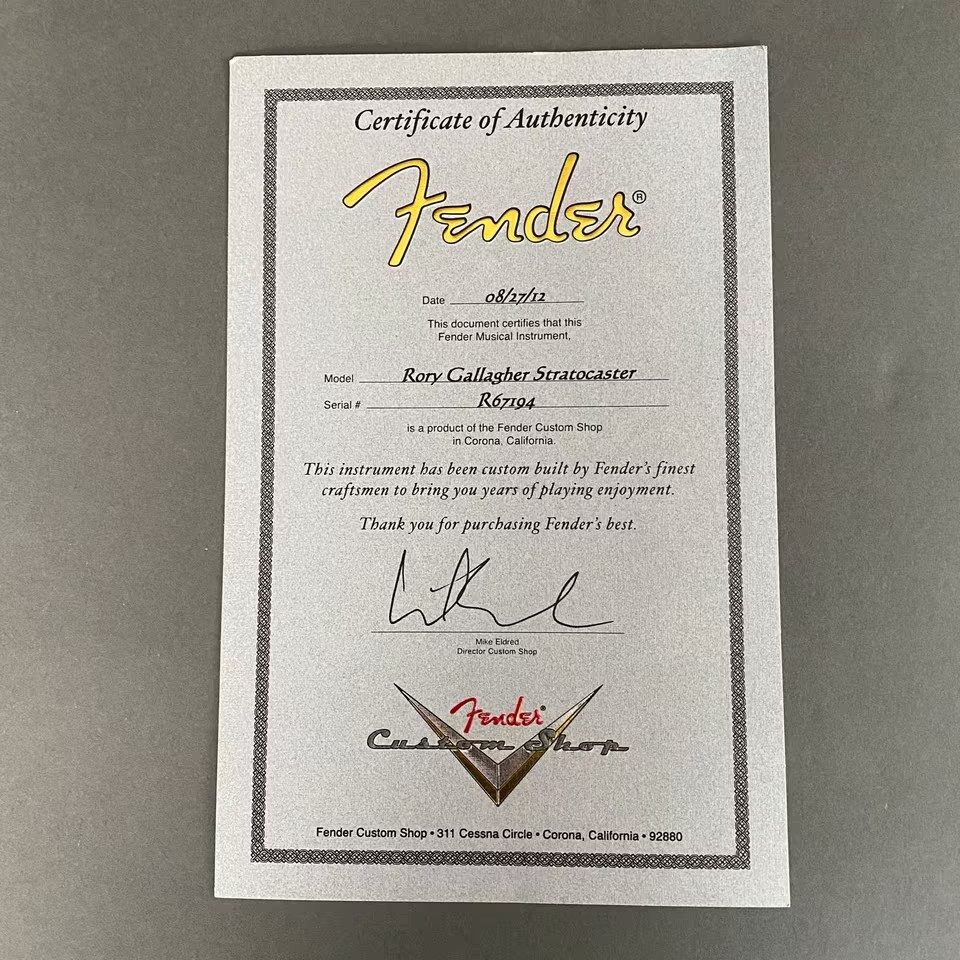 Certificate of Authenticity
Fender®
Date 08/27/12
This document certifies that this
Fender Musical Instrument,
Model Rory Gallagher Stratocaster
Serial # R67194
is a product of the Fender Custom Shop
in Corona, California.
This instrument has been custom built by Fender's finest
craftsmen to bring you years of playing enjoyment.
Thank you for purchasing Fender's best.
Mike Eldred
Director Custom Shop
Fender®
Custom Shop
Fender Custom Shop • 311 Cessna Circle • Corona, California • 92880